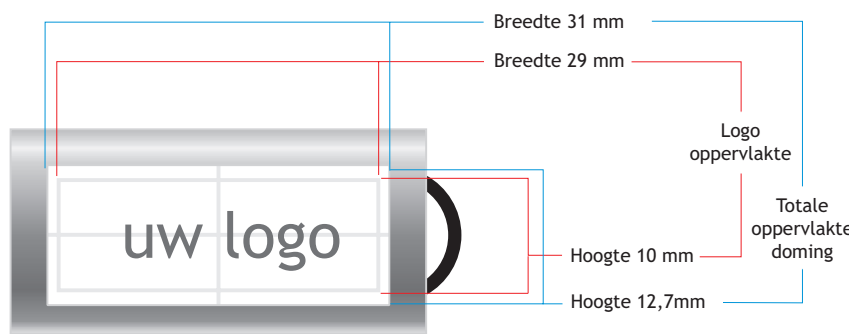 Breedte 31 mm
Breedte 29 mm
Logo
oppervlakte
Totale
oppervlakte
doming
uw logo
Hoogte 10 mm
Hoogte 12,7mm